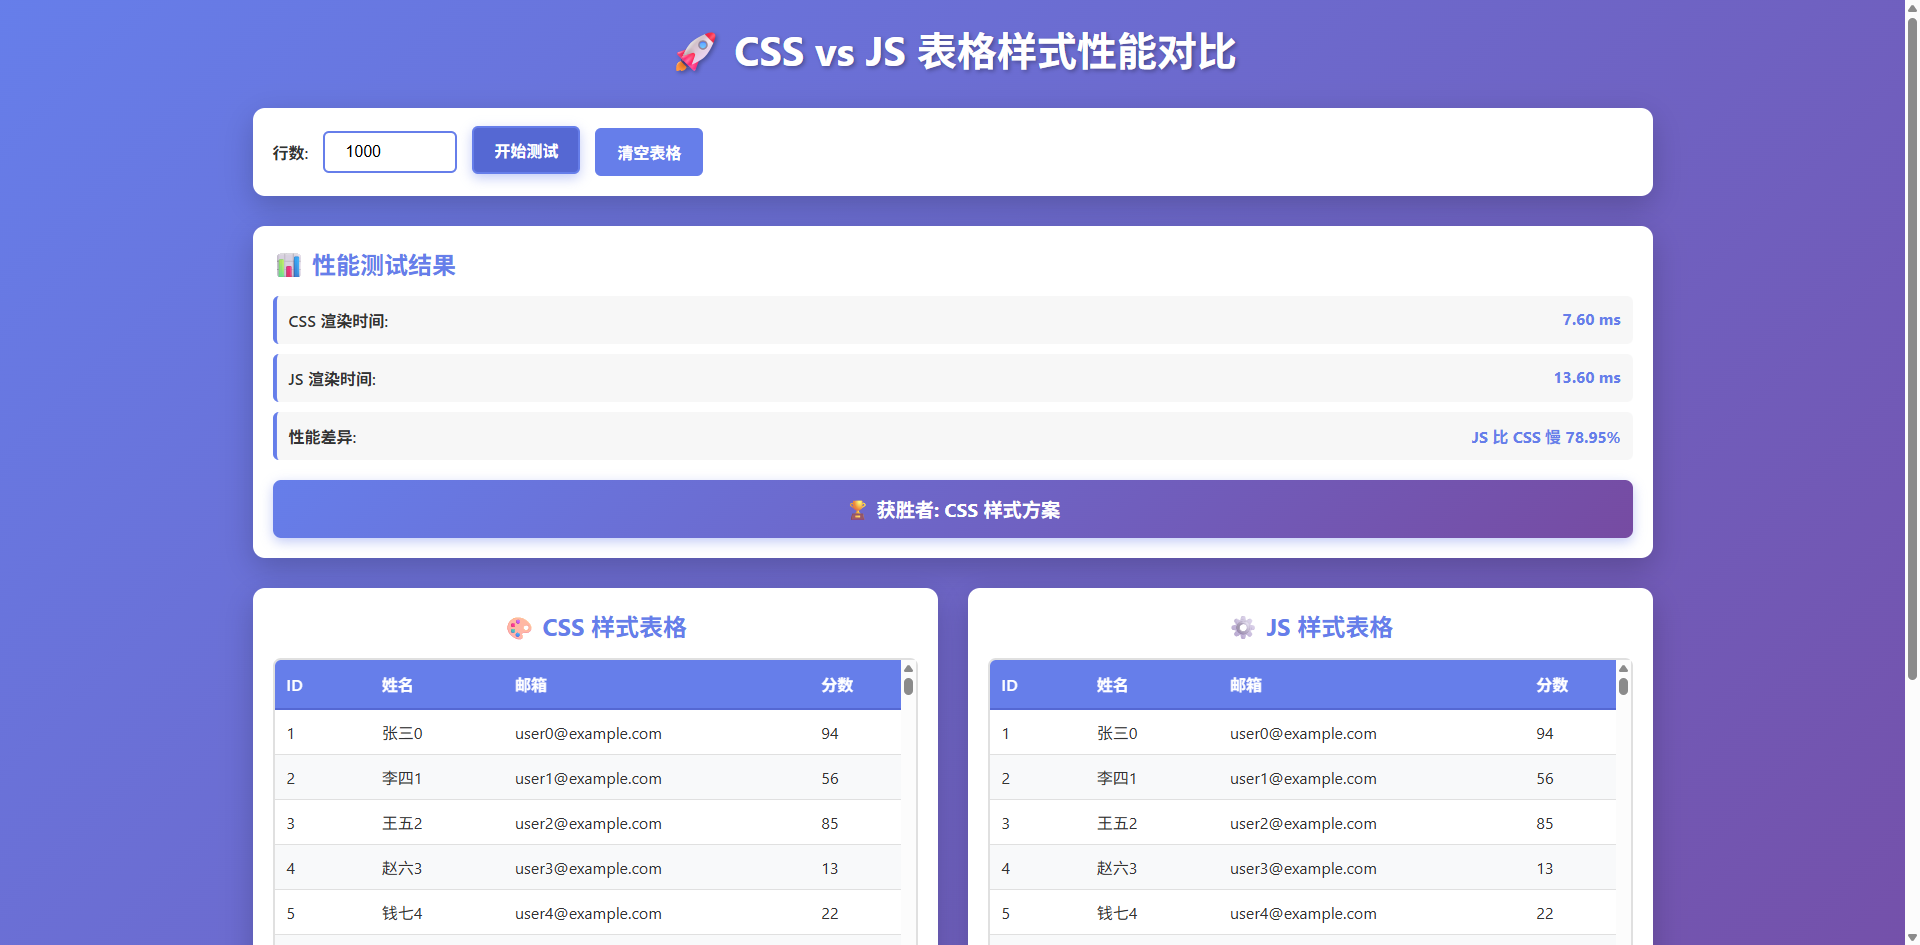 🚀 CSS vs JS 表格样式性能对比
行数: 1000 开始测试 清空表格
📊 性能测试结果
CSS 渲染时间: 7.60 ms
JS 渲染时间: 13.60 ms
性能差异: JS 比 CSS 慢 78.95%
🏆 获胜者: CSS 样式方案
🎨 CSS 样式表格
ID 姓名 邮箱 分数
1 张三0 user0@example.com 94
2 李四1 user1@example.com 56
3 王五2 user2@example.com 85
4 赵六3 user3@example.com 13
5 钱七4 user4@example.com 22
⚙️ JS 样式表格
ID 姓名 邮箱 分数
1 张三0 user0@example.com 94
2 李四1 user1@example.com 56
3 王五2 user2@example.com 85
4 赵六3 user3@example.com 13
5 钱七4 user4@example.com 22